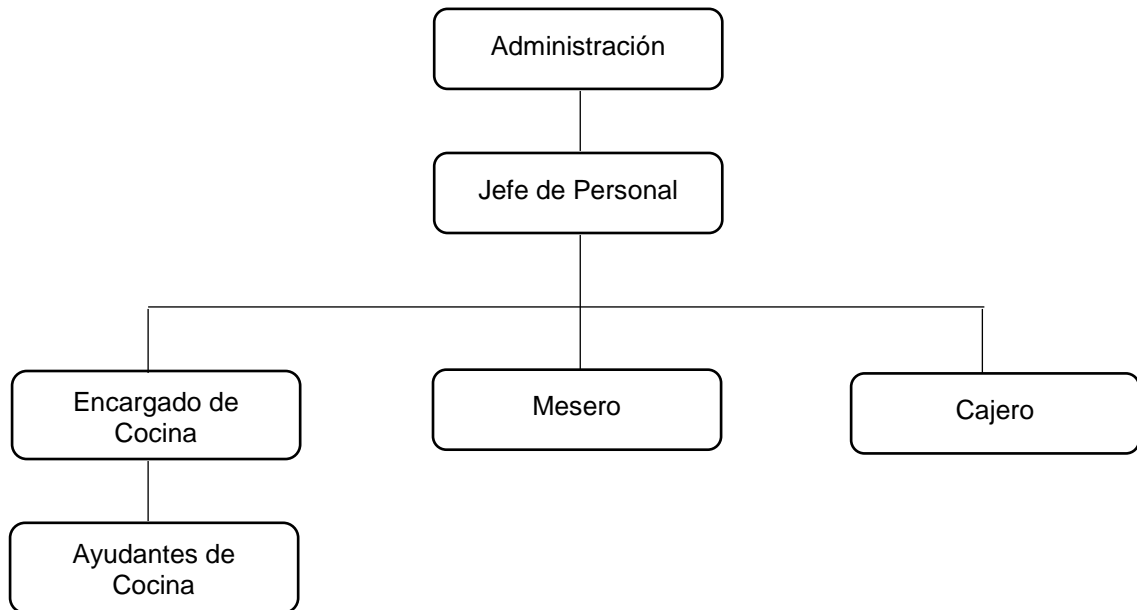 Administración
Jefe de Personal
Encargado de
Cocina
Mesero
Cajero
Ayudantes de
Cocina